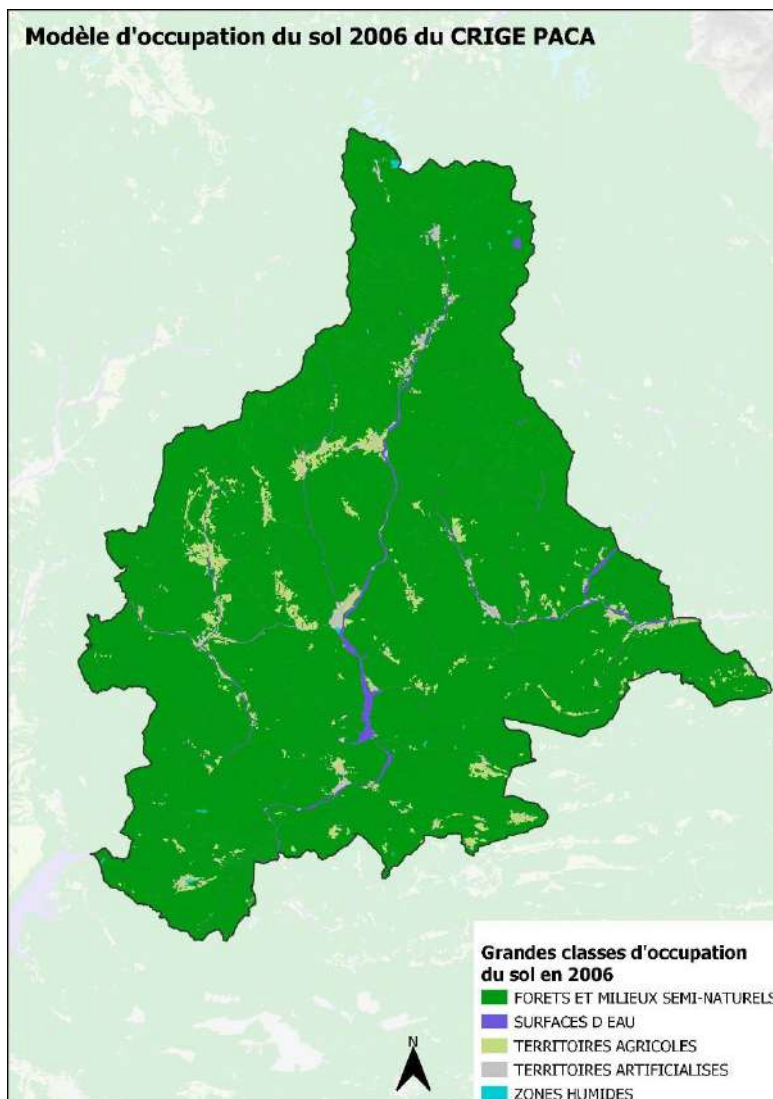 Modèle d'occupation du sol 2006 du CRIGE PACA
Grandes classes d'occupation
du sol en 2006
FORETS ET MILIEUX SEMI-NATURELS
SURFACES D EAU
TERRITOIRES AGRICOLES
TERRITOIRES ARTIFICIALISES
N
ZONES HUMIDES